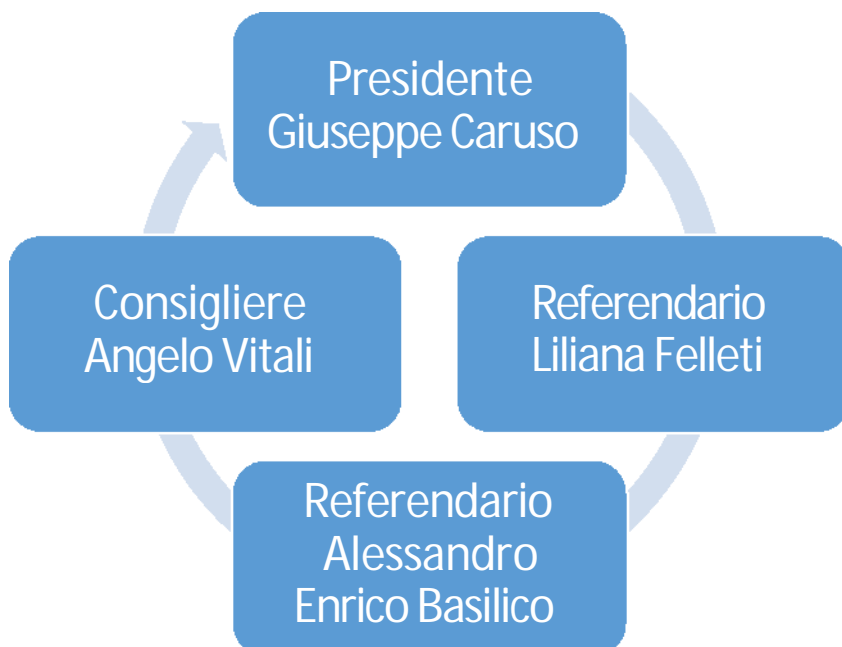 Presidente
Giuseppe Caruso
Consigliere
Angelo Vitali
Referendario
Liliana Felleti
Referendario
Alessandro
Enrico Basilico